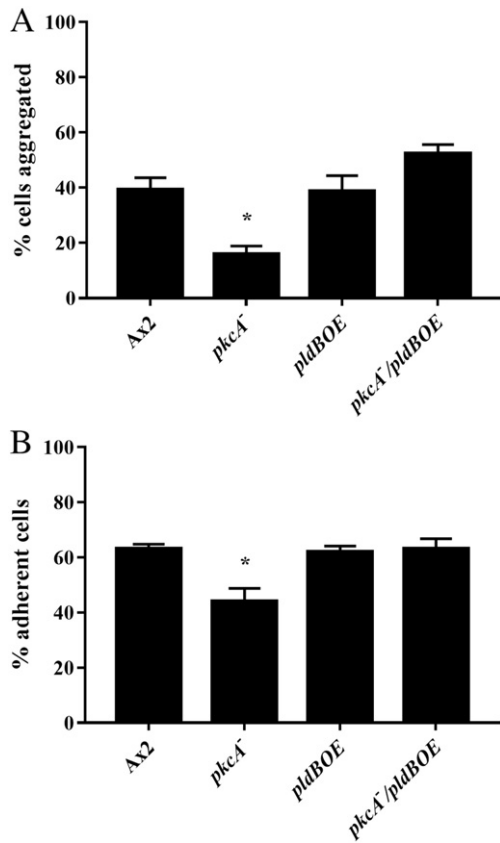 A
% cells aggregated
100
80
60
40
20
0
*
Ax2
pkcA⁻
pldBOE
pkcA⁻/pldBOE
B
% adherent cells
100
80
60
40
20
0
*
Ax2
pkcA⁻
pldBOE
pkcA⁻/pldBOE